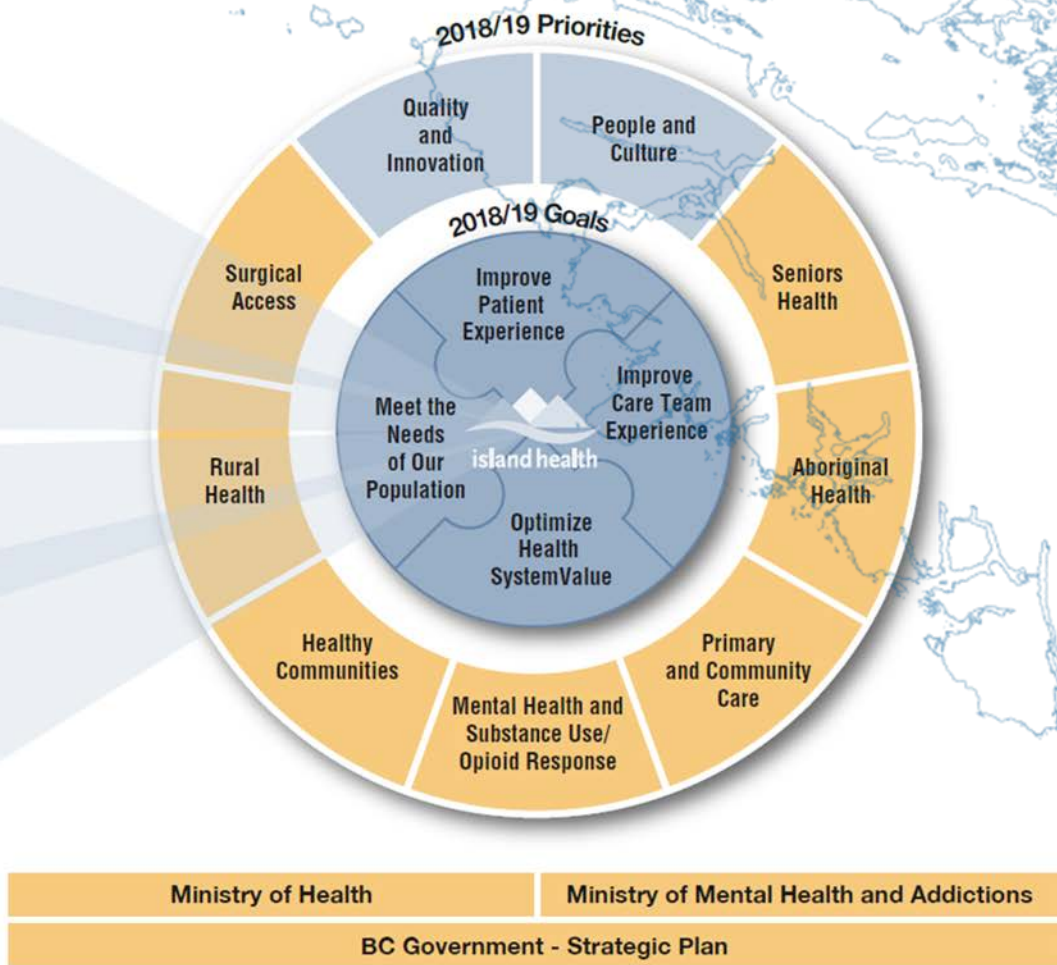 2018/19 Priorities
Quality
and
Innovation
People and
Culture
Surgical
Access
Seniors
Health
Rural
Health
Aboriginal
Health
Healthy
Communities
Mental Health and
Substance Use/
Opioid Response
Primary
and Community
Care
2018/19 Goals
Improve
Patient
Experience
Improve
Care Team
Experience
Meet the
Needs
of Our
Population
island health
Optimize
Health
SystemValue
Ministry of Health
Ministry of Mental Health and Addictions
BC Government - Strategic Plan